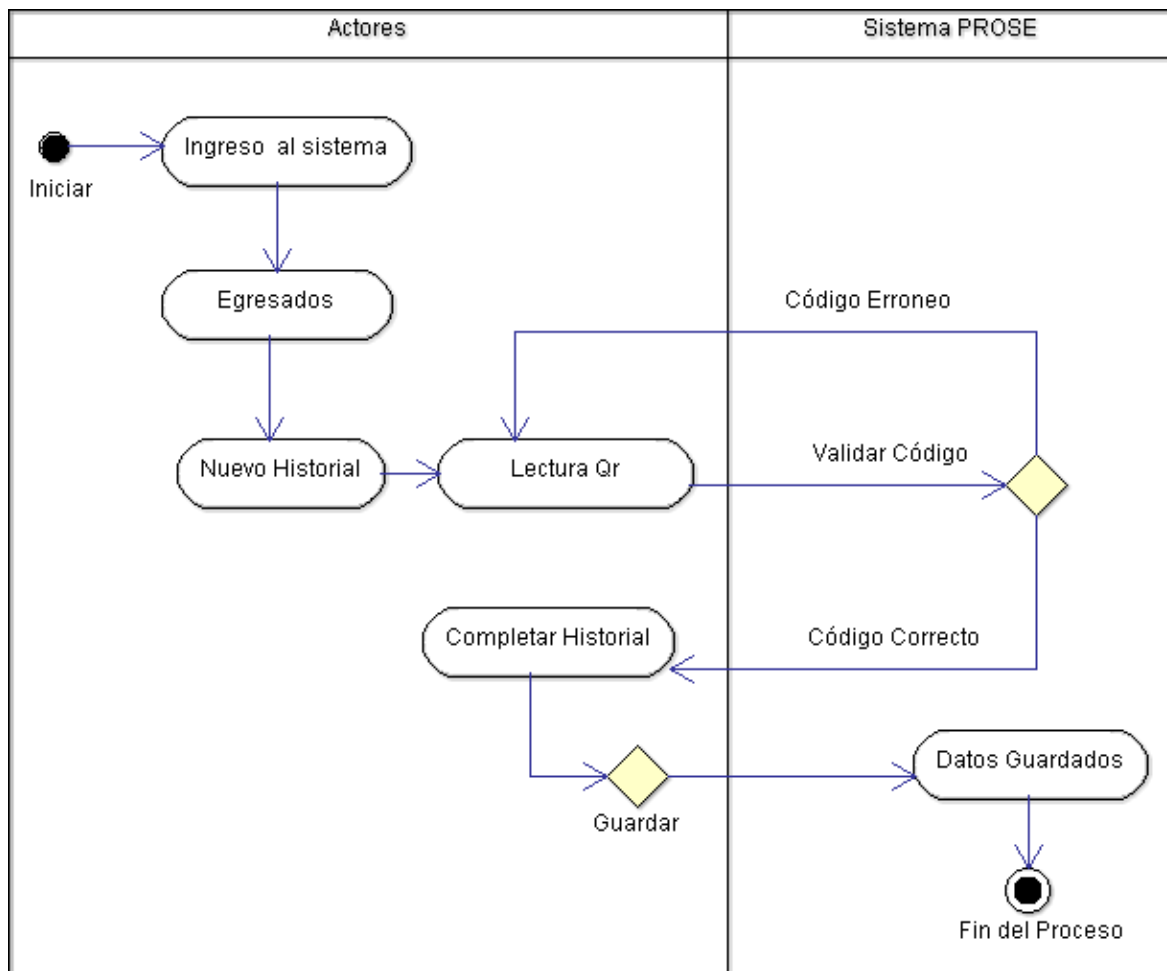 Actores
Sistema PROSE
Ingreso al sistema
Iniciar
Egresados
Código Erroneo
Nuevo Historial
Lectura Qr
Validar Código
Completar Historial
Código Correcto
Datos Guardados
Guardar
Fin del Proceso